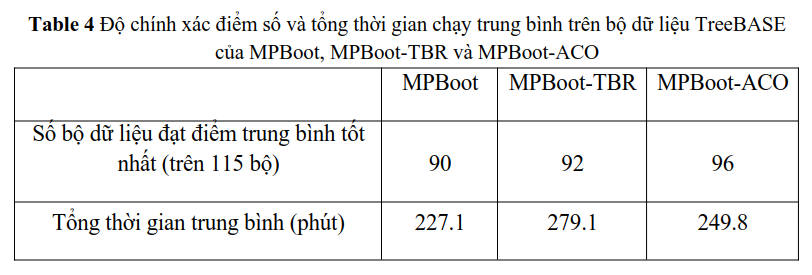 Table 4 Độ chính xác điểm số và tổng thời gian chạy trung bình trên bộ dữ liệu TreeBASE
của MPBoot, MPBoot-TBR và MPBoot-ACO
MPBoot MPBoot-TBR MPBoot-ACO
Số bộ dữ liệu đạt điểm trung bình tốt
nhất (trên 115 bộ) 90 92 96
Tổng thời gian trung bình (phút) 227.1 279.1 249.8